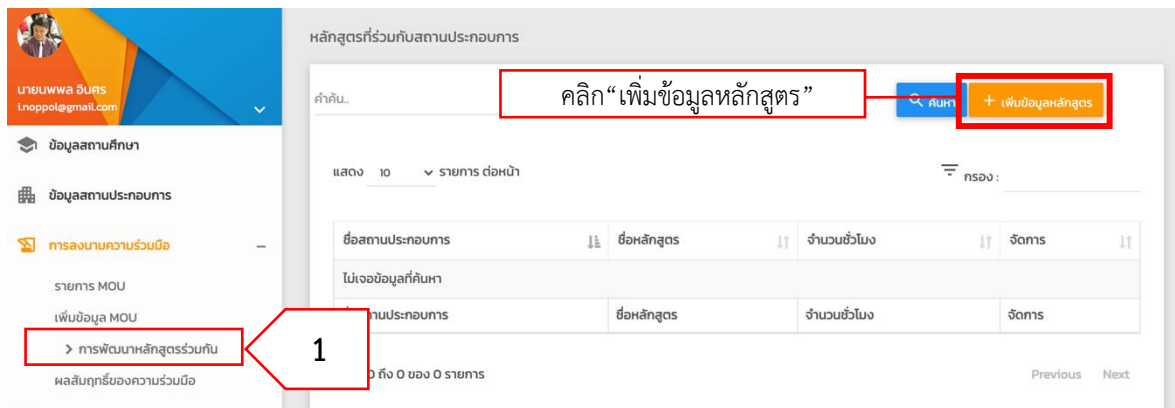 หลักสูตรที่ร่วมกับสถานประกอบการ
นายนพพล อินศร
i.noppol@gmail.com
คำค้น..
คลิก“เพิ่มข้อมูลหลักสูตร”
ค้นหา
+ เพิ่มข้อมูลหลักสูตร
ข้อมูลสถานศึกษา
แสดง 10 รายการ ต่อหน้า
กรอง :
ข้อมูลสถานประกอบการ
ชื่อสถานประกอบการ ชื่อหลักสูตร จำนวนชั่วโมง จัดการ
การลงนามความร่วมมือ
ไม่เจอข้อมูลที่ค้นหา
รายการ MOU
เพิ่มข้อมูล MOU
ชื่อหลักสูตร จำนวนชั่วโมง จัดการ
> การพัฒนาหลักสูตรร่วมกัน
1
0 ถึง 0 ของ 0 รายการ
Previous Next
ผลสัมฤทธิ์ของความร่วมมือ